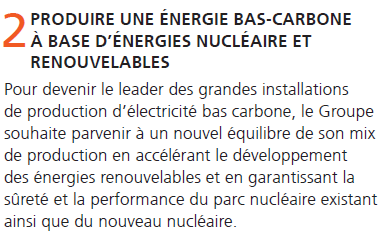 2 PRODUIRE UNE ÉNERGIE BAS-CARBONE
À BASE D’ÉNERGIES NUCLÉAIRE ET
RENOUVELABLES
Pour devenir le leader des grandes installations
de production d’électricité bas carbone, le Groupe
souhaite parvenir à un nouvel équilibre de son mix
de production en accélérant le développement
des énergies renouvelables et en garantissant la
sûreté et la performance du parc nucléaire existant
ainsi que du nouveau nucléaire.